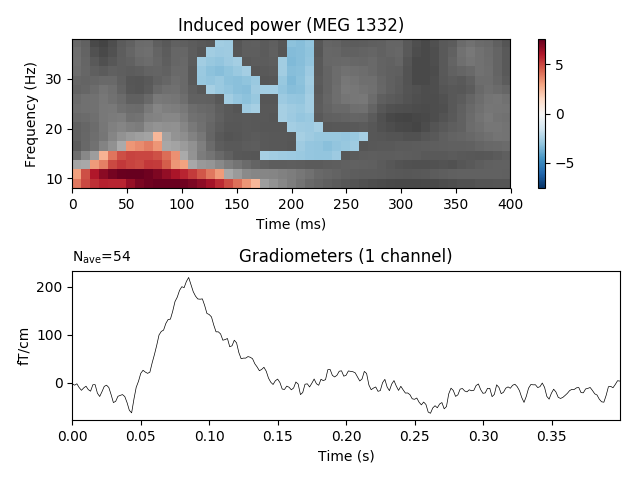 Induced power (MEG 1332)
Frequency (Hz)
30
20
10
0 50 100 150 200 250 300 350 400
Time (ms)
5
0
−5
Nave=54
Gradiometers (1 channel)
fT/cm
200
100
0
0.00 0.05 0.10 0.15 0.20 0.25 0.30 0.35
Time (s)